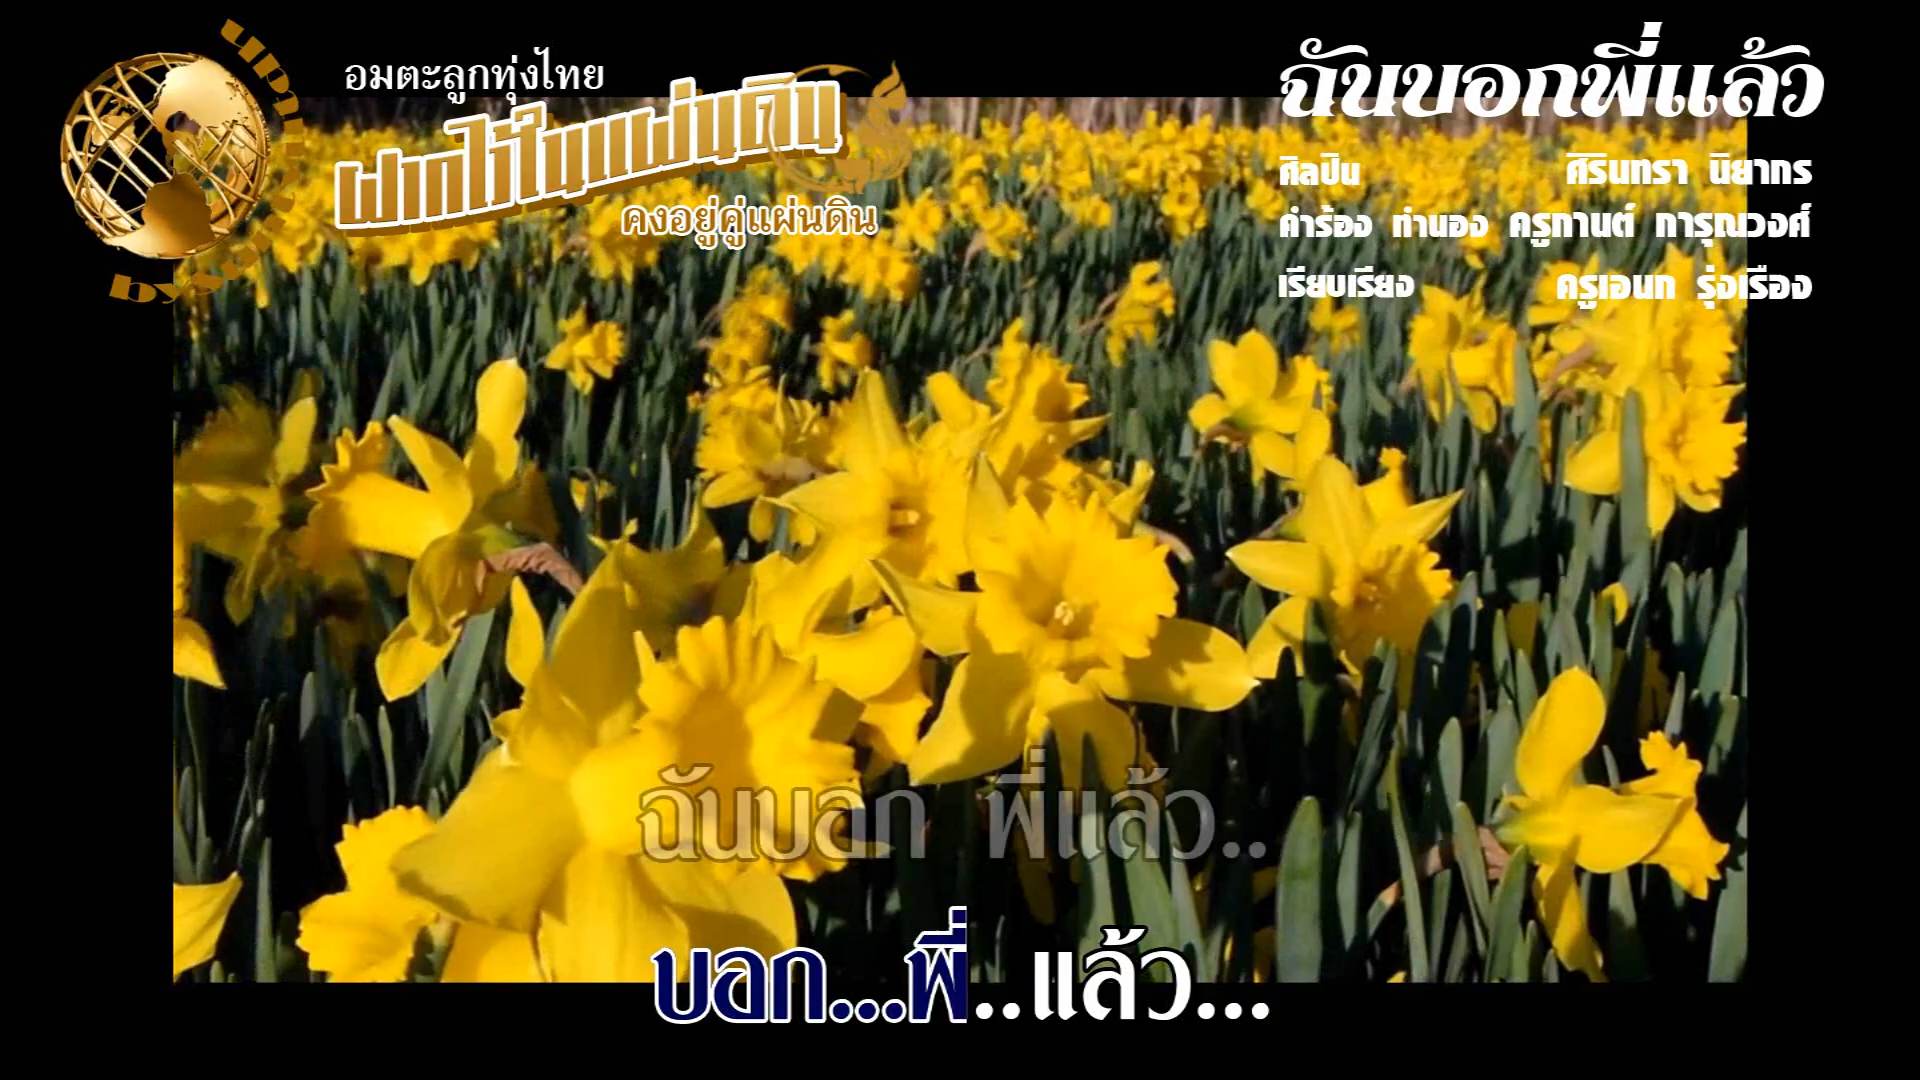 อมตะลูกทุ่งไทย
ฝากไว้ในแผ่นดิน
คงอยู่คู่แผ่นดิน
ฉันบอกพี่แล้ว
ศิลปิน ศิรินทรา นิยากร
คำร้อง ทำนอง ครูกานต์ การุณวงศ์
เรียบเรียง ครูเอนก รุ่งเรือง
ฉันบอก พี่แล้ว..
บอก...พี่..แล้ว...